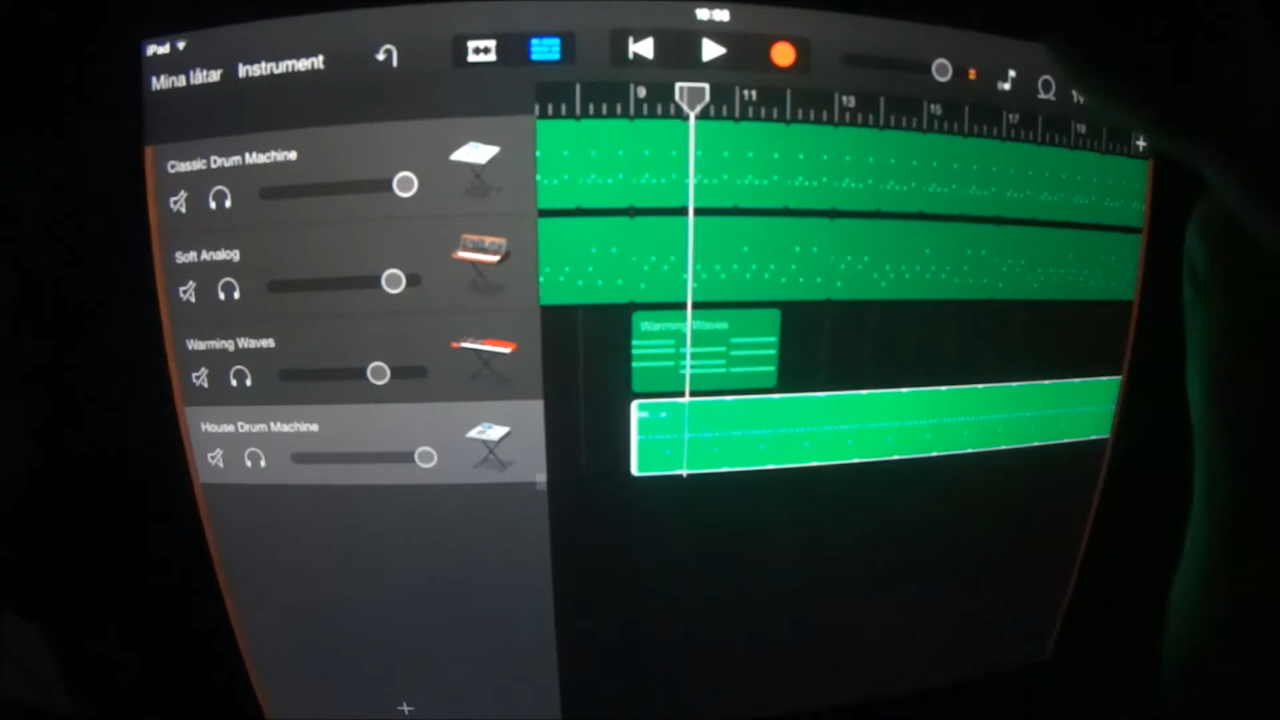 19:08
iPad
Mina låtar Instrument
9 11 13 15 17 19
Classic Drum Machine
Soft Analog
Warming Waves
Warming Waves
House Drum Machine